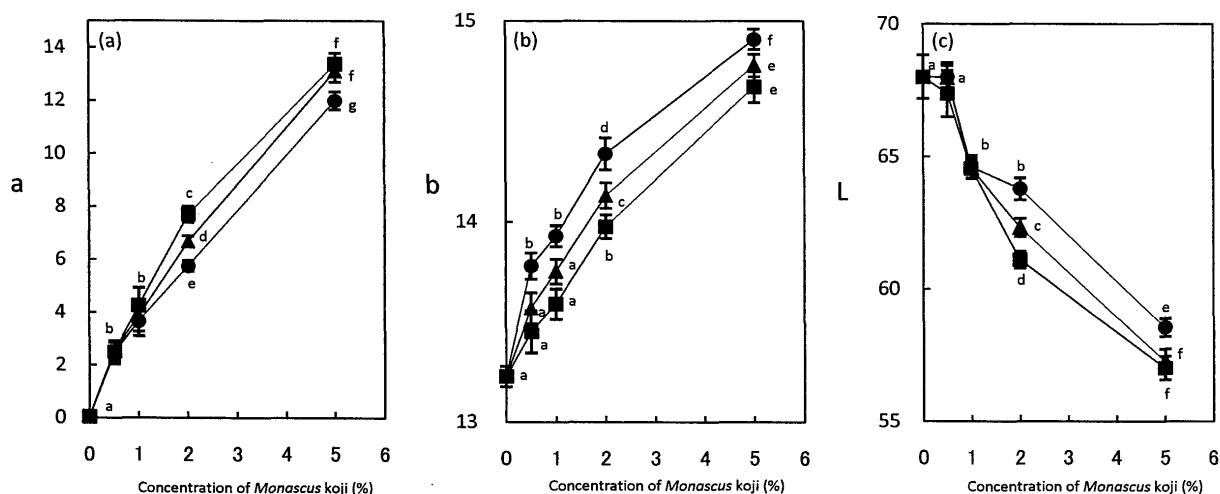 (a)
14
12
10
8
6
4
2
0
a
f
f
g
c
d
e
b
b
a
0 1 2 3 4 5 6
Concentration of Monascus koji (%)
(b)
15
14
13
b
f
e
e
d
c
b
b
b
a
a
a
a
a
0 1 2 3 4 5 6
Concentration of Monascus koji (%)
(c)
70
65
60
55
L
a
a
b
b
c
d
e
f
f
0 1 2 3 4 5 6
Concentration of Monascus koji (%)